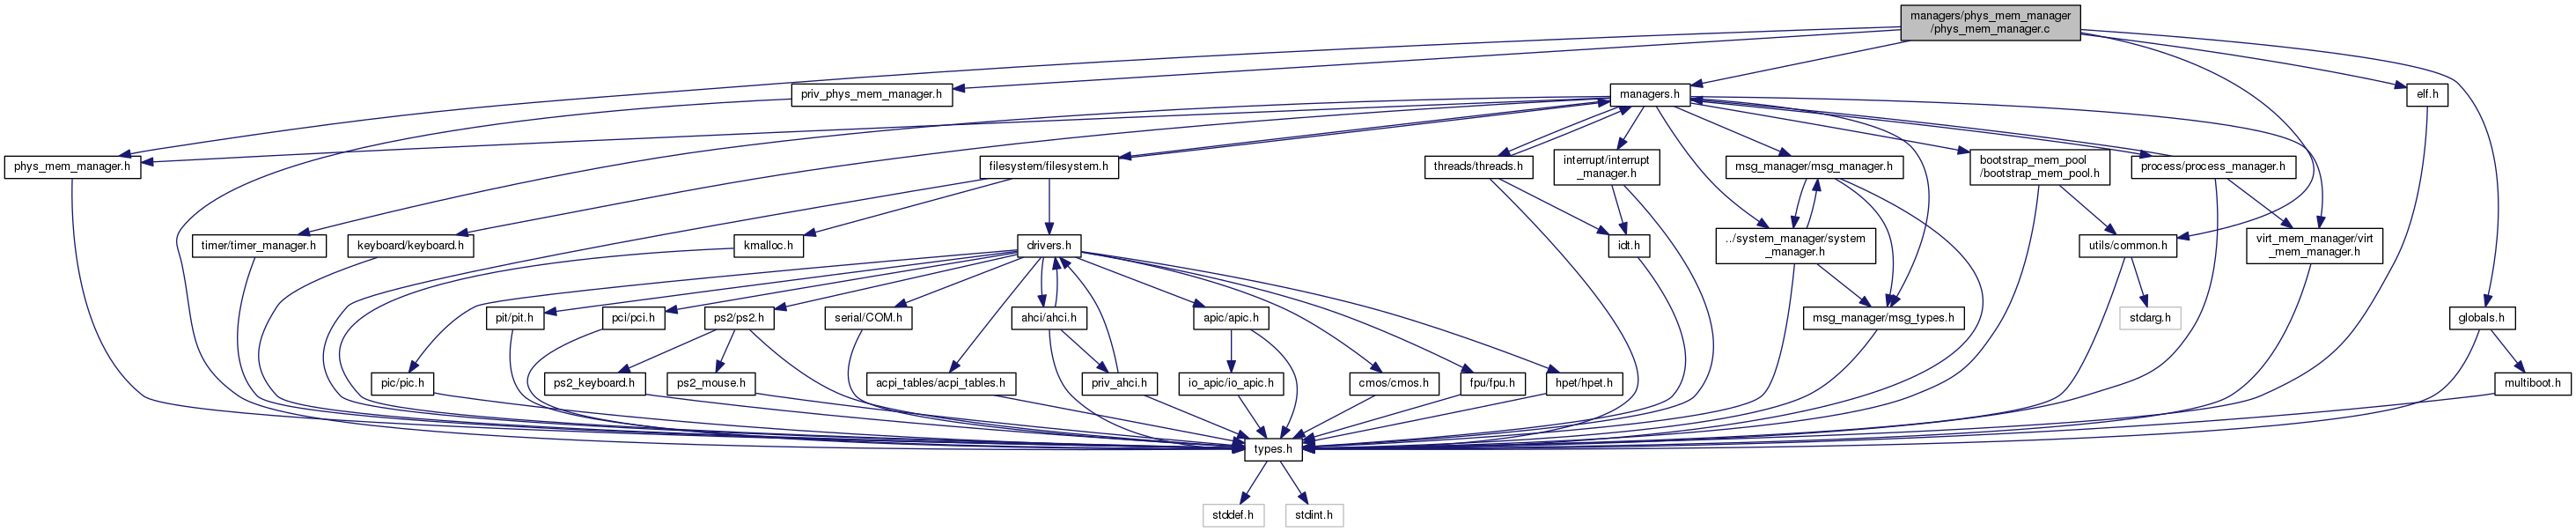 managers/phys_mem_manager
/phys_mem_manager.c
priv_phys_mem_manager.h
managers.h
elf.h
phys_mem_manager.h
filesystem/filesystem.h
threads/threads.h
interrupt/interrupt
_manager.h
msg_manager/msg_manager.h
bootstrap_mem_pool
/bootstrap_mem_pool.h
process/process_manager.h
timer/timer_manager.h
keyboard/keyboard.h
kmalloc.h
drivers.h
idt.h
../system_manager/system
_manager.h
utils/common.h
virt_mem_manager/virt
_mem_manager.h
pit/pit.h
pci/pci.h
ps2/ps2.h
serial/COM.h
ahci/ahci.h
apic/apic.h
msg_manager/msg_types.h
stdarg.h
globals.h
pic/pic.h
ps2_keyboard.h
ps2_mouse.h
acpi_tables/acpi_tables.h
priv_ahci.h
io_apic/io_apic.h
cmos/cmos.h
fpu/fpu.h
hpet/hpet.h
multiboot.h
types.h
stddef.h
stdint.h